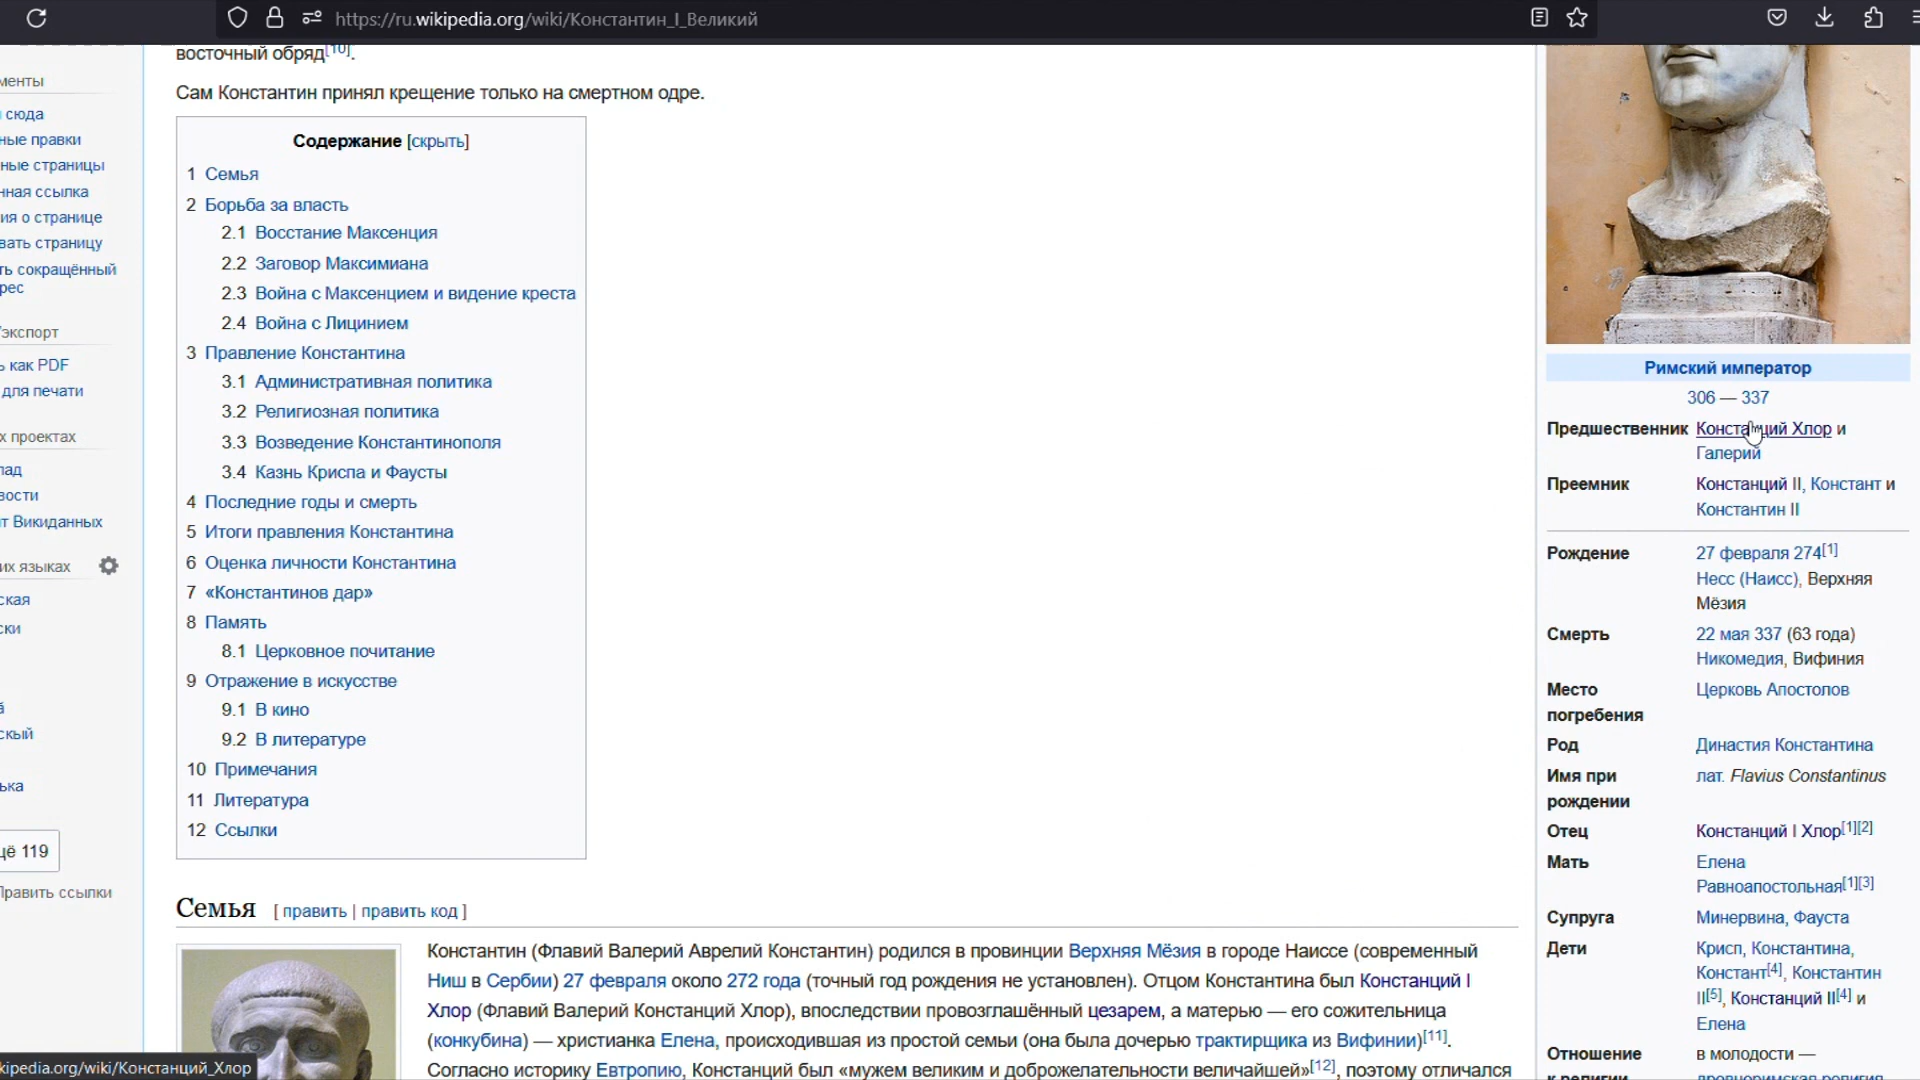 https://ru.wikipedia.org/wiki/Константин_I_Великий
восточный обряд[10].
Сам Константин принял крещение только на смертном одре.
Содержание [скрыть]
1 Семья
2 Борьба за власть
2.1 Восстание Максенция
2.2 Заговор Максимиана
2.3 Война с Максенцием и видение креста
2.4 Война с Лицинием
3 Правление Константина
3.1 Административная политика
3.2 Религиозная политика
3.3 Возведение Константинополя
3.4 Казнь Криспа и Фаусты
4 Последние годы и смерть
5 Итоги правления Константина
6 Оценка личности Константина
7 «Константинов дар»
8 Память
8.1 Церковное почитание
9 Отражение в искусстве
9.1 В кино
9.2 В литературе
10 Примечания
11 Литература
12 Ссылки
Семья [ править | править код ]
Константин (Флавий Валерий Аврелий Константин) родился в провинции Верхняя Мёзия в городе Наиссе (современный
Ниш в Сербии) 27 февраля около 272 года (точный год рождения не установлен). Отцом Константина был Констанций I
Хлор (Флавий Валерий Констанций Хлор), впоследствии провозглашённый цезарем, а матерью — его сожительница
(конкубина) — христианка Елена, происходившая из простой семьи (она была дочерью трактирщика из Вифинии)[11].
Согласно историку Евтропию, Констанций был «мужем великим и доброжелательности величайшей»[12], поэтому отличался
менты
сюда
ные правки
ные страницы
нная ссылка
ия о странице
вать страницу
ть сокращённый
рес
/экспорт
ь как PDF
для печати
х проектах
лад
вости
т Викиданных
их языках
ская
ски
й
скый
ька
цё 119
Править ссылки
kipedia.org/wiki/Констанций_Хлор
Римский император
306 — 337
Предшественник Констанций Хлор и
Галерий
Преемник Констанций II, Констант и
Константин II
Рождение 27 февраля 274[1]
Несс (Наисс), Верхняя
Мёзия
Смерть 22 мая 337 (63 года)
Никомедия, Вифиния
Место Церковь Апостолов
погребения
Род Династия Константина
Имя при лат. Flavius Constantinus
рождении
Отец Констанций I Хлор[1][2]
Мать Елена
Равноапостольная[1][3]
Супруга Минервина, Фауста
Дети Крисп, Константина,
Констант[4], Константин
II[5], Констанций II[4] и
Елена
Отношение в молодости —
к религии древнеримская религия